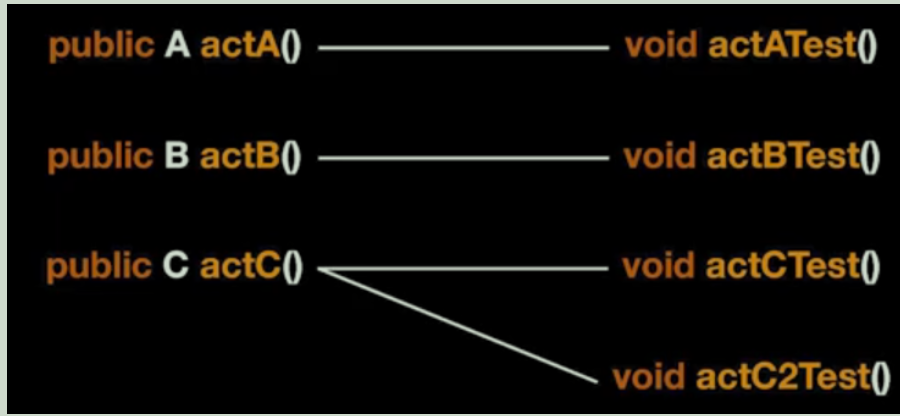 public A actA() void actATest()
public B actB() void actBTest()
public C actC() void actCTest()
void actC2Test()